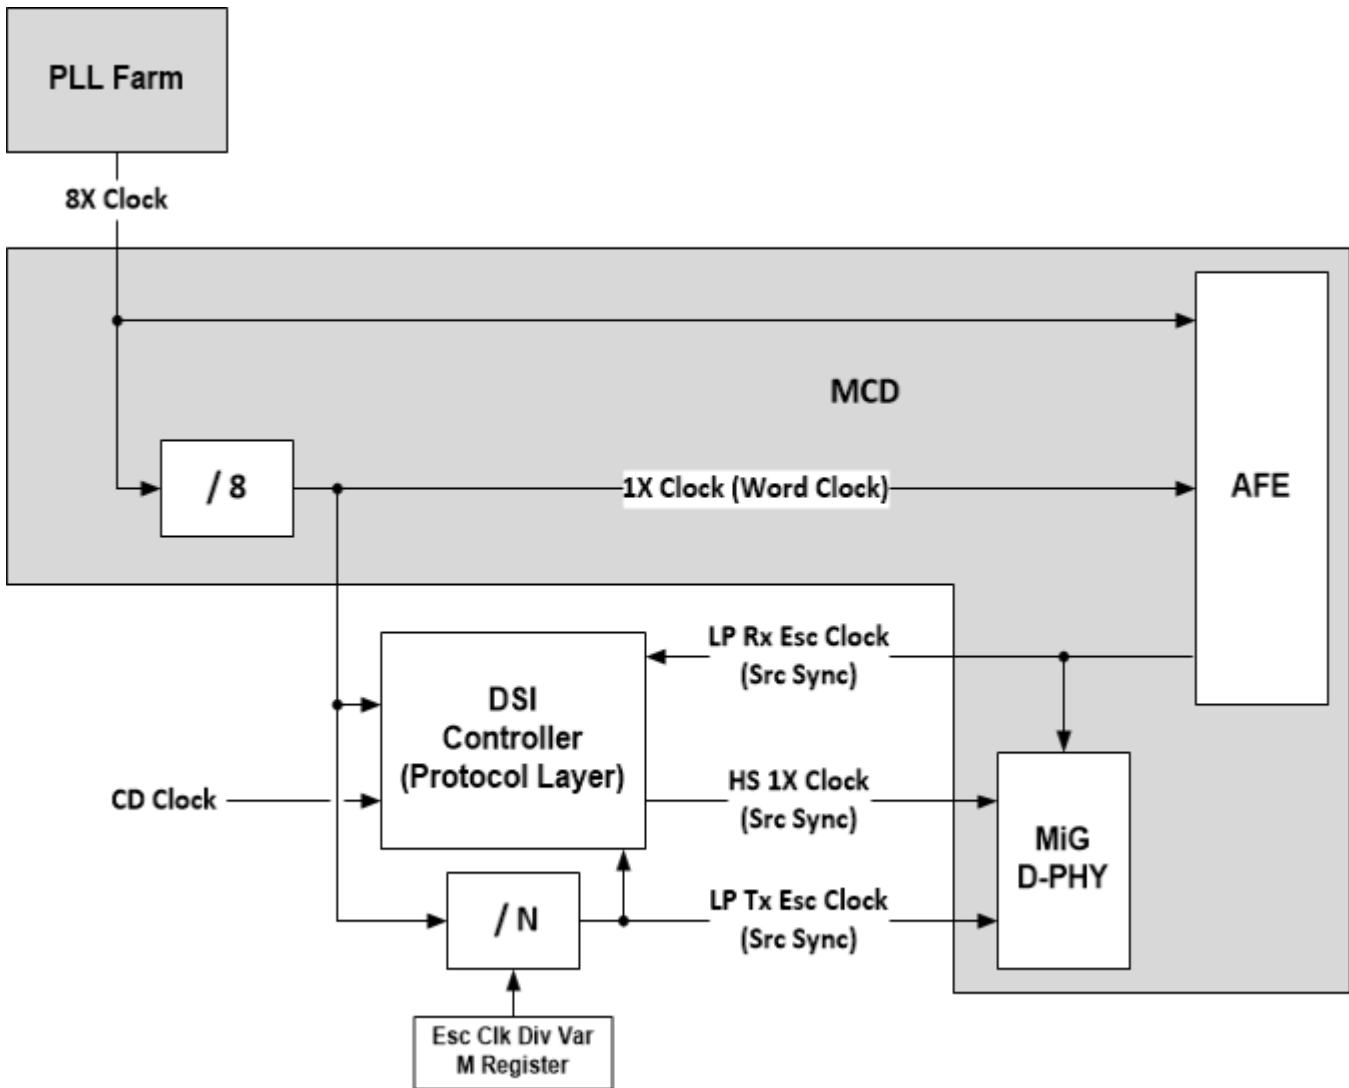 PLL Farm
8X Clock
MCD
/ 8
1X Clock (Word Clock)
AFE
LP Rx Esc Clock
(Src Sync)
DSI
Controller
(Protocol Layer)
CD Clock
HS 1X Clock
(Src Sync)
MiG
D-PHY
/ N
LP Tx Esc Clock
(Src Sync)
Esc Clk Div Var
M Register